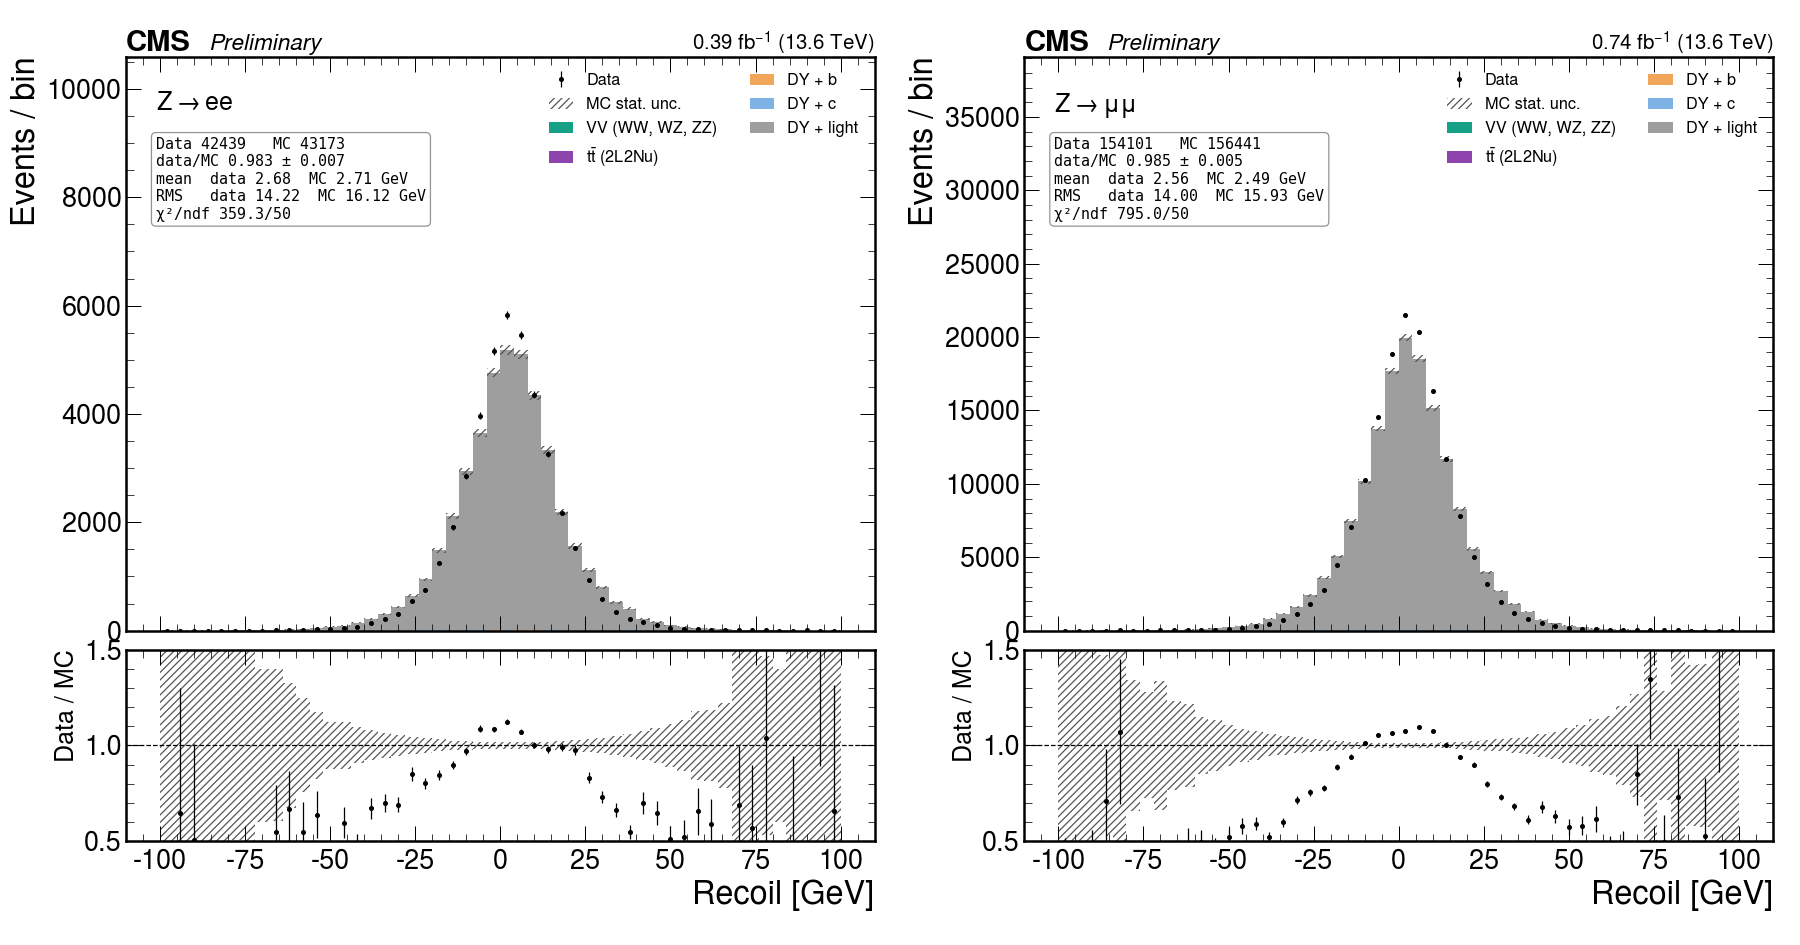 CMS Preliminary 0.39 fb⁻¹ (13.6 TeV)
Events / bin
10000
8000
6000
4000
2000
0
Z → ee
Data 42439 MC 43173
data/MC 0.983 ± 0.007
mean data 2.68 MC 2.71 GeV
RMS data 14.22 MC 16.12 GeV
χ²/ndf 359.3/50
Data
MC stat. unc.
VV (WW, WZ, ZZ)
tt̄ (2L2Nu)
DY + b
DY + c
DY + light
Data / MC
1.5
1.0
0.5
-100 -75 -50 -25 0 25 50 75 100
Recoil [GeV]
CMS Preliminary 0.74 fb⁻¹ (13.6 TeV)
Events / bin
35000
30000
25000
20000
15000
10000
5000
0
Z → μμ
Data 154101 MC 156441
data/MC 0.985 ± 0.005
mean data 2.56 MC 2.49 GeV
RMS data 14.00 MC 15.93 GeV
χ²/ndf 795.0/50
Data
MC stat. unc.
VV (WW, WZ, ZZ)
tt̄ (2L2Nu)
DY + b
DY + c
DY + light
Data / MC
1.5
1.0
0.5
-100 -75 -50 -25 0 25 50 75 100
Recoil [GeV]